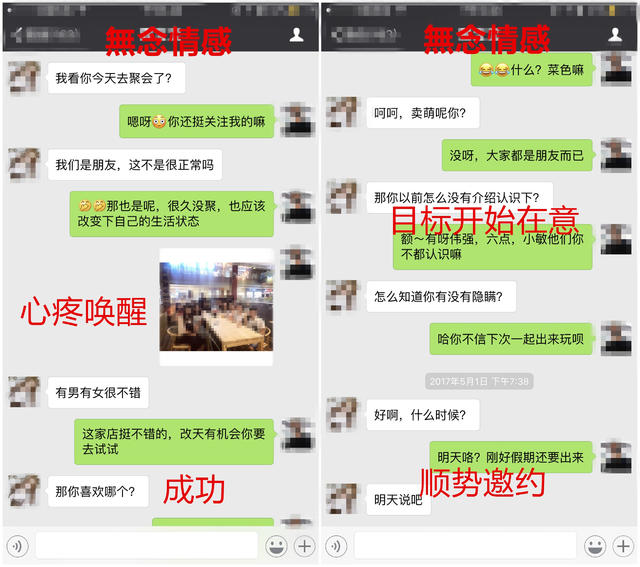 無念情感
我看你今天去聚会了?
嗯呀😳你还挺关注我的嘛
我们是朋友，这不是很正常吗
🤣🤣那也是呢，很久没聚，也应该
改变下自己的生活状态
心疼唤醒
有男有女很不错
这家店挺不错的，改天有机会你要
去试试
那你喜欢哪个?
成功
無念情感
😂😂什么？菜色嘛
呵呵，卖萌呢你?
没呀，大家都是朋友而已
那你以前怎么没有介绍认识下?
目标开始在意
额～有呀伟强，六点，小敏他们你
不都认识嘛
怎么知道你有没有隐瞒?
哈你不信下次一起出来玩呗
2017年5月1日 下午7:38
好啊，什么时候?
明天咯？刚好假期还要出来
顺势邀约
明天说吧